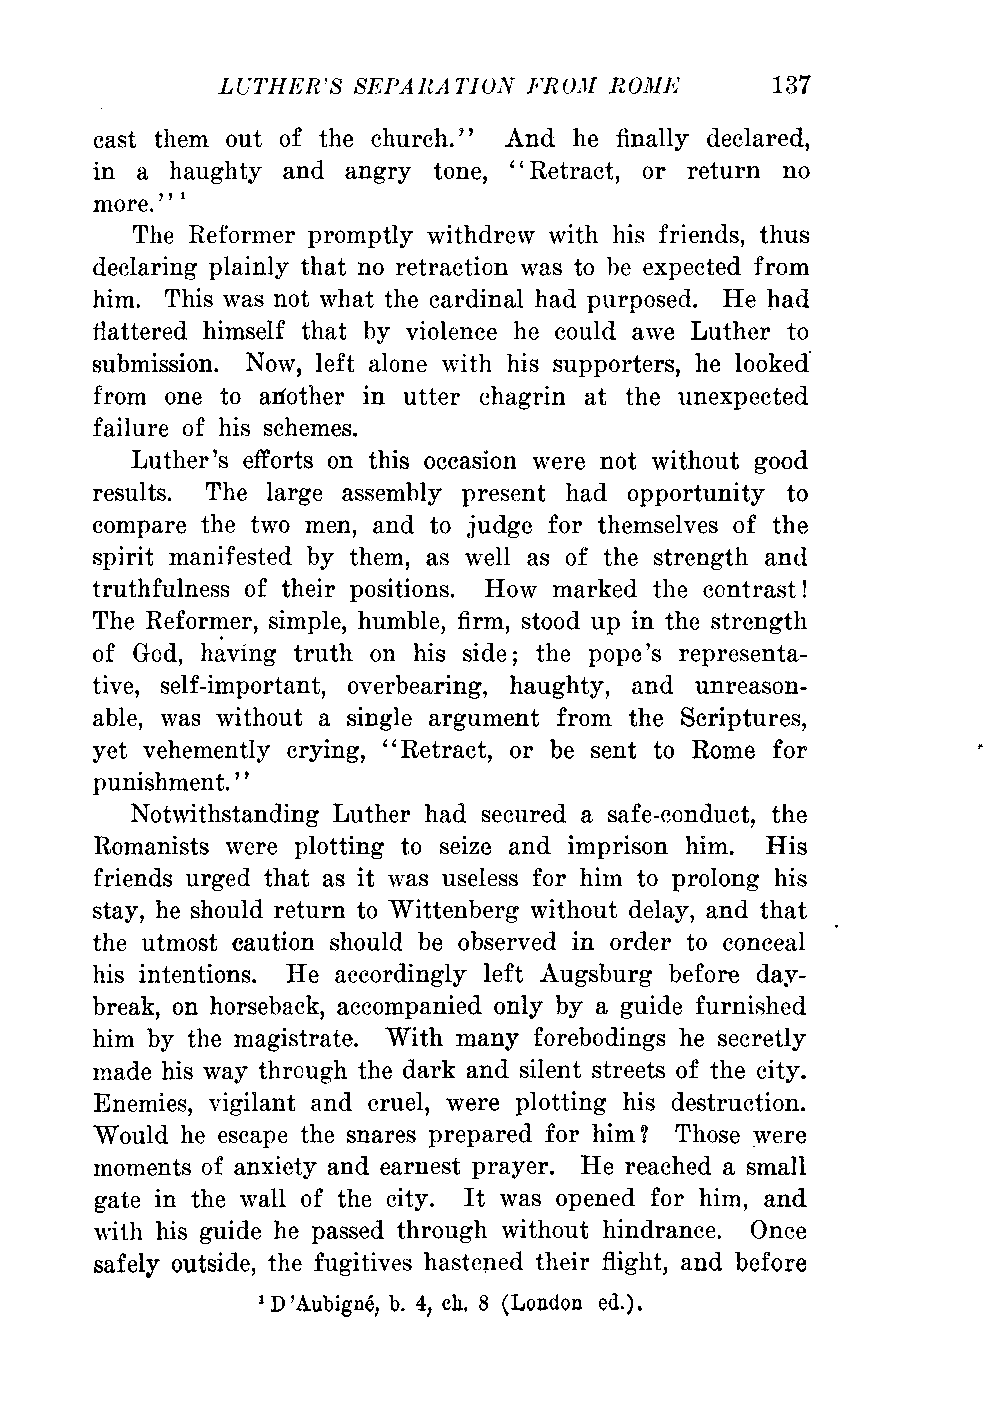 LUTHER'S SEPARATION FROM ROME 137
cast them out of the church.'' And he finally declared,
in a haughty and angry tone, ''Retract, or return no
more.'' ¹
The Reformer promptly withdrew with his friends, thus
declaring plainly that no retraction was to be expected from
him. This was not what the cardinal had purposed. He had
flattered himself that by violence he could awe Luther to
submission. Now, left alone with his supporters, he looked
from one to another in utter chagrin at the unexpected
failure of his schemes.
Luther's efforts on this occasion were not without good
results. The large assembly present had opportunity to
compare the two men, and to judge for themselves of the
spirit manifested by them, as well as of the strength and
truthfulness of their positions. How marked the contrast!
The Reformer, simple, humble, firm, stood up in the strength
of God, having truth on his side; the pope's representa-
tive, self-important, overbearing, haughty, and unreason-
able, was without a single argument from the Scriptures,
yet vehemently crying, ''Retract, or be sent to Rome for
punishment.''
Notwithstanding Luther had secured a safe-conduct, the
Romanists were plotting to seize and imprison him. His
friends urged that as it was useless for him to prolong his
stay, he should return to Wittenberg without delay, and that
the utmost caution should be observed in order to conceal
his intentions. He accordingly left Augsburg before day-
break, on horseback, accompanied only by a guide furnished
him by the magistrate. With many forebodings he secretly
made his way through the dark and silent streets of the city.
Enemies, vigilant and cruel, were plotting his destruction.
Would he escape the snares prepared for him? Those were
moments of anxiety and earnest prayer. He reached a small
gate in the wall of the city. It was opened for him, and
with his guide he passed through without hindrance. Once
safely outside, the fugitives hastened their flight, and before
¹ D'Aubigné, b. 4, ch. 8 (London ed.).